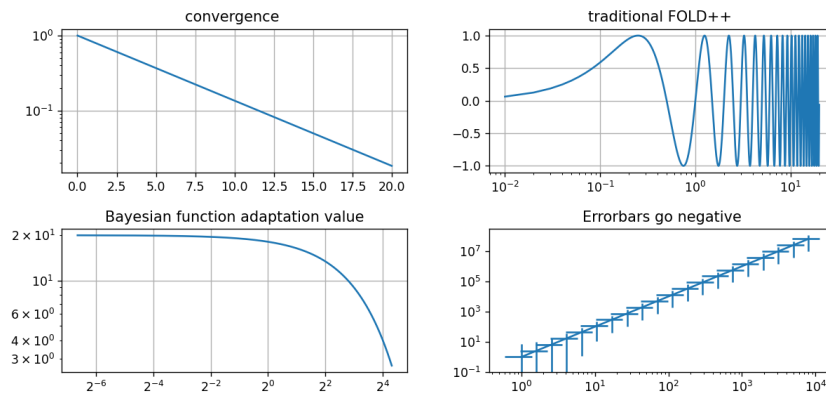 convergence
10⁰
10⁻¹
0.0 2.5 5.0 7.5 10.0 12.5 15.0 17.5 20.0
traditional FOLD++
1.0
0.5
0.0
−0.5
−1.0
10⁻² 10⁻¹ 10⁰ 10¹
Bayesian function adaptation value
2 × 10¹
10¹
6 × 10⁰
4 × 10⁰
3 × 10⁰
2⁻⁶ 2⁻⁴ 2⁻² 2⁰ 2² 2⁴
Errorbars go negative
10⁷
10⁵
10³
10¹
10⁻¹
10⁰ 10¹ 10² 10³ 10⁴